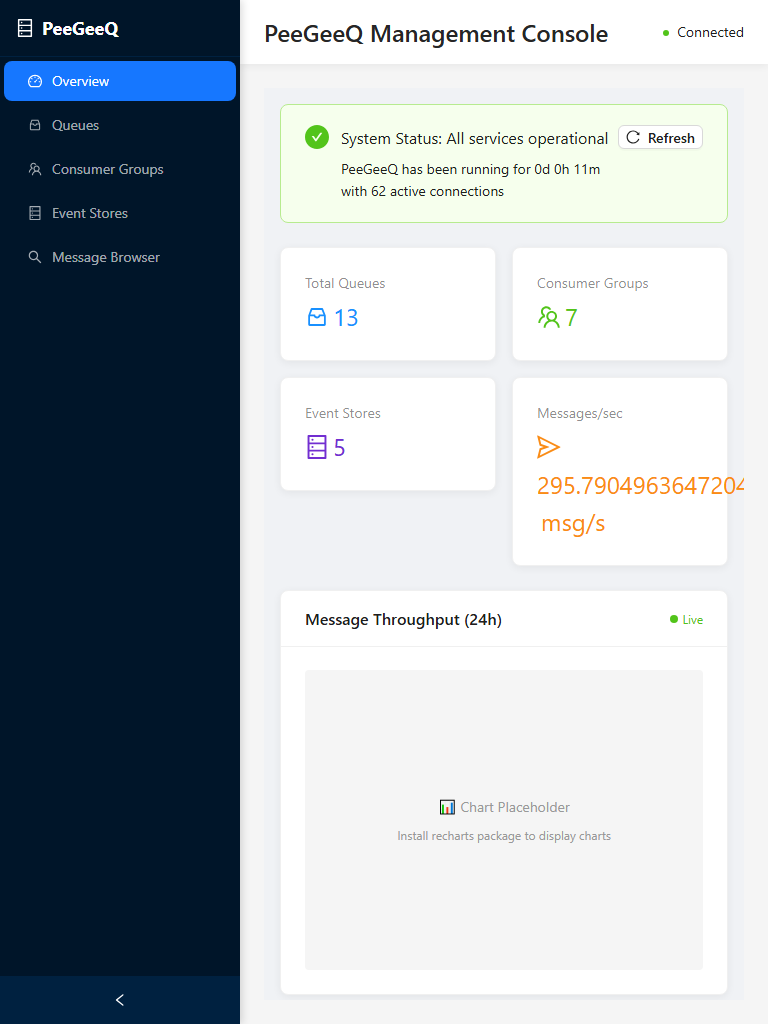 PeeGeeQ
Overview
Queues
Consumer Groups
Event Stores
Message Browser
PeeGeeQ Management Console
Connected
System Status: All services operational
Refresh
PeeGeeQ has been running for 0d 0h 11m
with 62 active connections
Total Queues
13
Consumer Groups
7
Event Stores
5
Messages/sec
295.7904963647204
msg/s
Message Throughput (24h)
Live
Chart Placeholder
Install recharts package to display charts